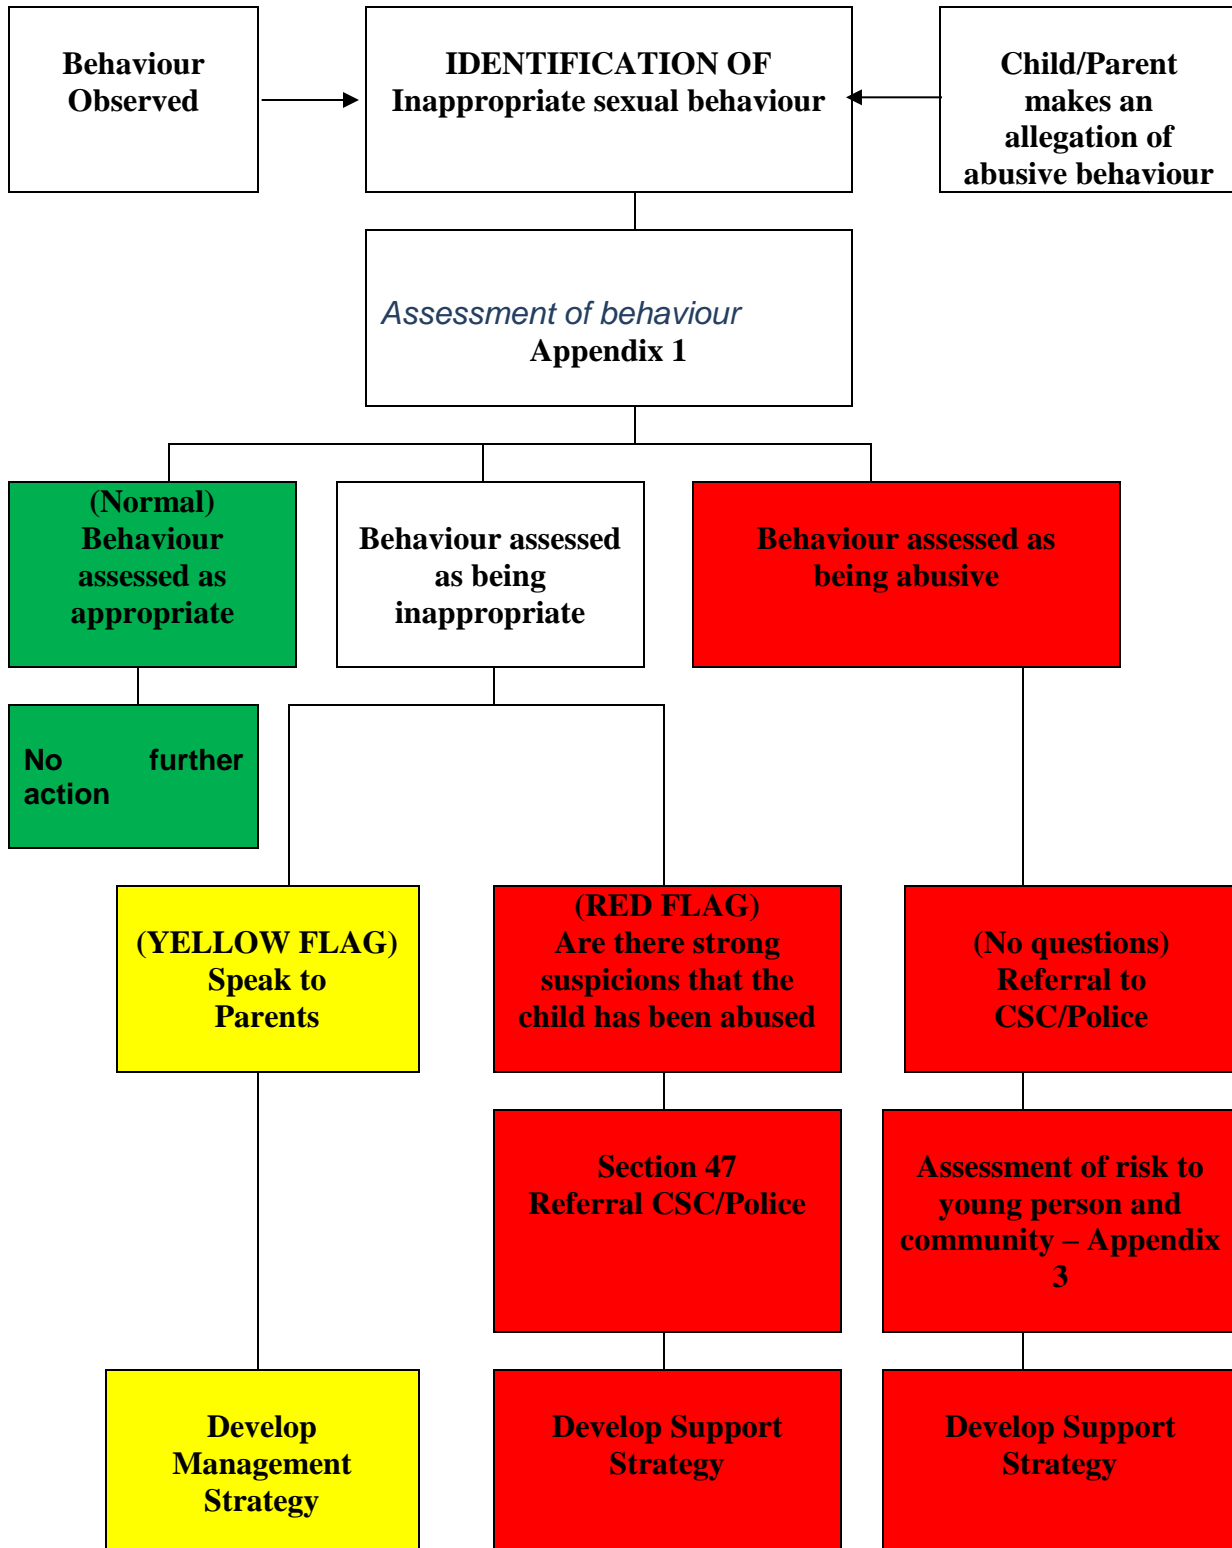 Behaviour
Observed
IDENTIFICATION OF
Inappropriate sexual behaviour
Child/Parent
makes an
allegation of
abusive behaviour
Assessment of behaviour
Appendix 1
(Normal)
Behaviour
assessed as
appropriate
Behaviour assessed
as being
inappropriate
Behaviour assessed as
being abusive
No further
action
(YELLOW FLAG)
Speak to
Parents
(RED FLAG)
Are there strong
suspicions that the
child has been abused
(No questions)
Referral to
CSC/Police
Section 47
Referral CSC/Police
Assessment of risk to
young person and
community – Appendix
3
Develop
Management
Strategy
Develop Support
Strategy
Develop Support
Strategy